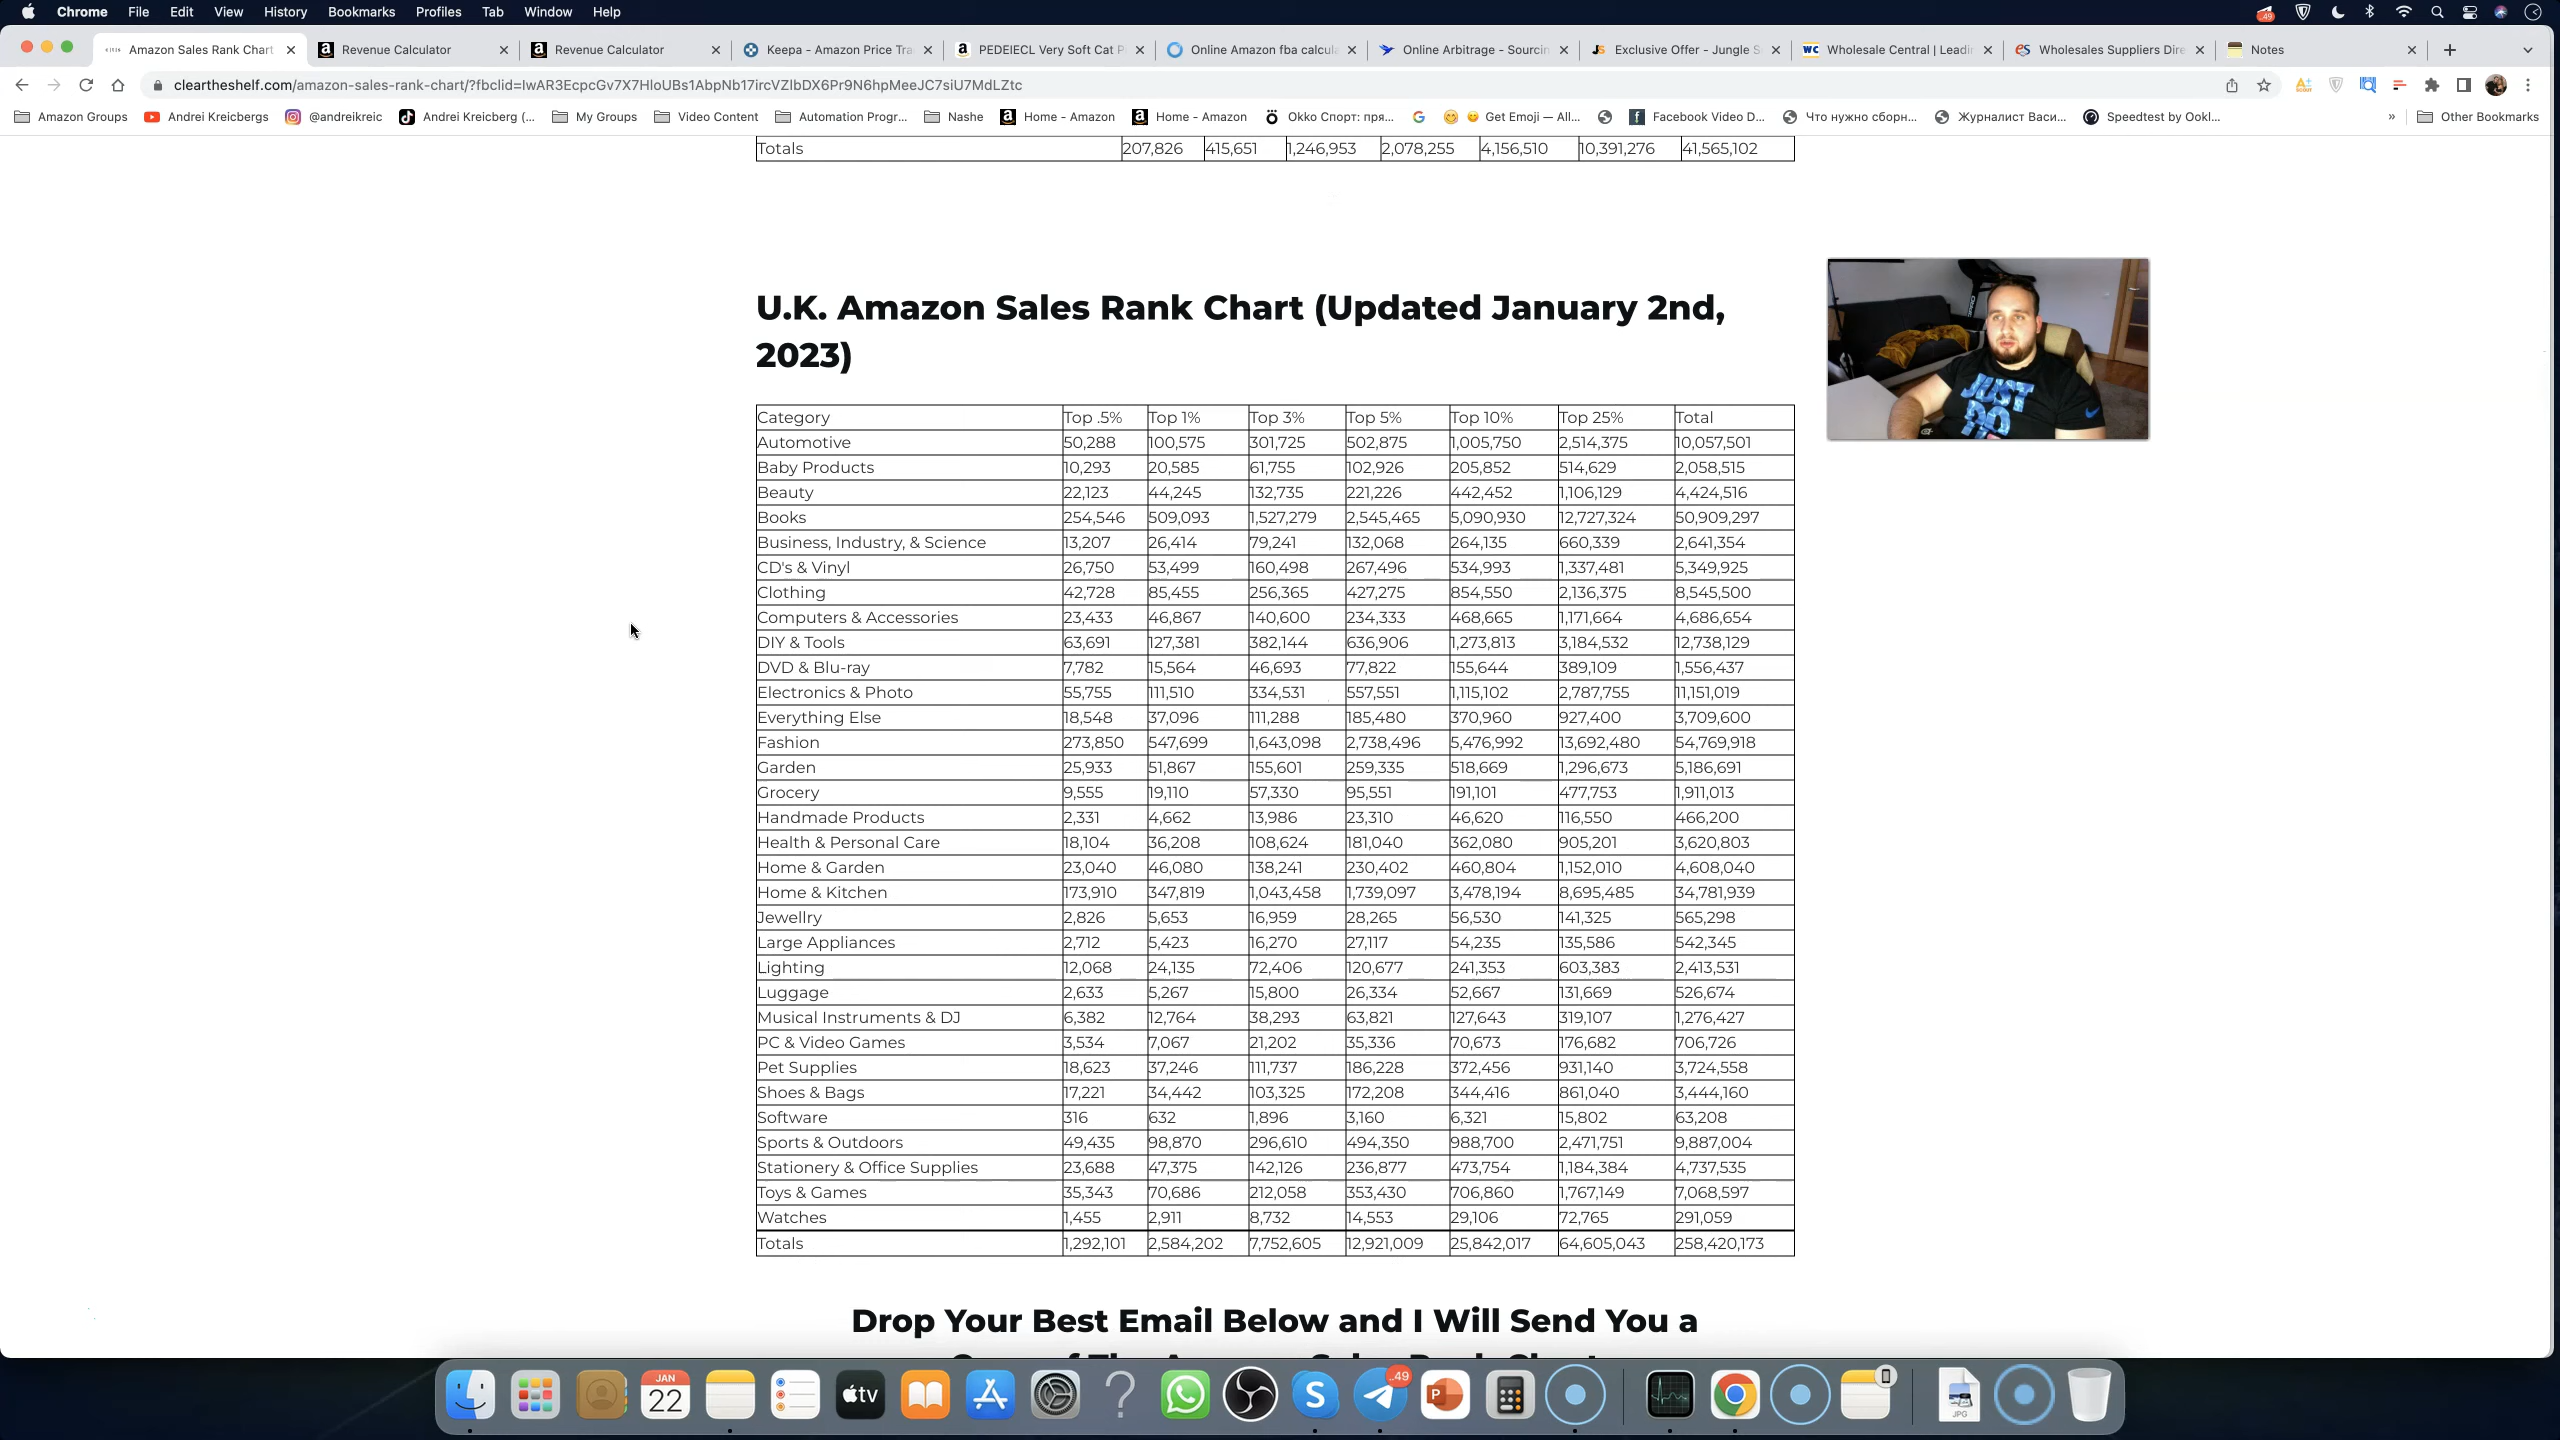 Chrome File Edit View History Bookmarks Profiles Tab Window Help
Amazon Sales Rank Chart Revenue Calculator Revenue Calculator Keepa - Amazon Price Tra PEDEIECL Very Soft Cat P Online Amazon fba calcula Online Arbitrage - Sourcin Exclusive Offer - Jungle S Wholesale Central | Leadi Wholesales Suppliers Dire Notes
Amazon Groups Andrei Kreicbergs @andreikreic Andrei Kreicberg (... My Groups Video Content Automation Progr... Nashe Home - Amazon Home - Amazon Okko Спорт: пря... Get Emoji — All... Facebook Video D... Что нужно сборн... Журналист Васи... Speedtest by Ookl... » Other Bookmarks
Totals 207,826 415,651 1,246,953 2,078,255 4,156,510 10,391,276 41,565,102
U.K. Amazon Sales Rank Chart (Updated January 2nd,
2023)
Category Top .5% Top 1% Top 3% Top 5% Top 10% Top 25% Total
Automotive 50,288 100,575 301,725 502,875 1,005,750 2,514,375 10,057,501
Baby Products 10,293 20,585 61,755 102,926 205,852 514,629 2,058,515
Beauty 22,123 44,245 132,735 221,226 442,452 1,106,129 4,424,516
Books 254,546 509,093 1,527,279 2,545,465 5,090,930 12,727,324 50,909,297
Business, Industry, & Science 13,207 26,414 79,241 132,068 264,135 660,339 2,641,354
CD's & Vinyl 26,750 53,499 160,498 267,496 534,993 1,337,481 5,349,925
Clothing 42,728 85,455 256,365 427,275 854,550 2,136,375 8,545,500
Computers & Accessories 23,433 46,867 140,600 234,333 468,665 1,171,664 4,686,654
DIY & Tools 63,691 127,381 382,144 636,906 1,273,813 3,184,532 12,738,129
DVD & Blu-ray 7,782 15,564 46,693 77,822 155,644 389,109 1,556,437
Electronics & Photo 55,755 111,510 334,531 557,551 1,115,102 2,787,755 11,151,019
Everything Else 18,548 37,096 111,288 185,480 370,960 927,400 3,709,600
Fashion 273,850 547,699 1,643,098 2,738,496 5,476,992 13,692,480 54,769,918
Garden 25,933 51,867 155,601 259,335 518,669 1,296,673 5,186,691
Grocery 9,555 19,110 57,330 95,551 191,101 477,753 1,911,013
Handmade Products 2,331 4,662 13,986 23,310 46,620 116,550 466,200
Health & Personal Care 18,104 36,208 108,624 181,040 362,080 905,201 3,620,803
Home & Garden 23,040 46,080 138,241 230,402 460,804 1,152,010 4,608,040
Home & Kitchen 173,910 347,819 1,043,458 1,739,097 3,478,194 8,695,485 34,781,939
Jewellry 2,826 5,653 16,959 28,265 56,530 141,325 565,298
Large Appliances 2,712 5,423 16,270 27,117 54,235 135,586 542,345
Lighting 12,068 24,135 72,406 120,677 241,353 603,383 2,413,531
Luggage 2,633 5,267 15,800 26,334 52,667 131,669 526,674
Musical Instruments & DJ 6,382 12,764 38,293 63,821 127,643 319,107 1,276,427
PC & Video Games 3,534 7,067 21,202 35,336 70,673 176,682 706,726
Pet Supplies 18,623 37,246 111,737 186,228 372,456 931,140 3,724,558
Shoes & Bags 17,221 34,442 103,325 172,208 344,416 861,040 3,444,160
Software 316 632 1,896 3,160 6,321 15,802 63,208
Sports & Outdoors 49,435 98,870 296,610 494,350 988,700 2,471,751 9,887,004
Stationery & Office Supplies 23,688 47,375 142,126 236,877 473,754 1,184,384 4,737,535
Toys & Games 35,343 70,686 212,058 353,430 706,860 1,767,149 7,068,597
Watches 1,455 2,911 8,732 14,553 29,106 72,765 291,059
Totals 1,292,101 2,584,202 7,752,605 12,921,009 25,842,017 64,605,043 258,420,173
JUST
DO
Drop Your Best Email Below and I Will Send You a
JAN
22
tv
..49
JPG